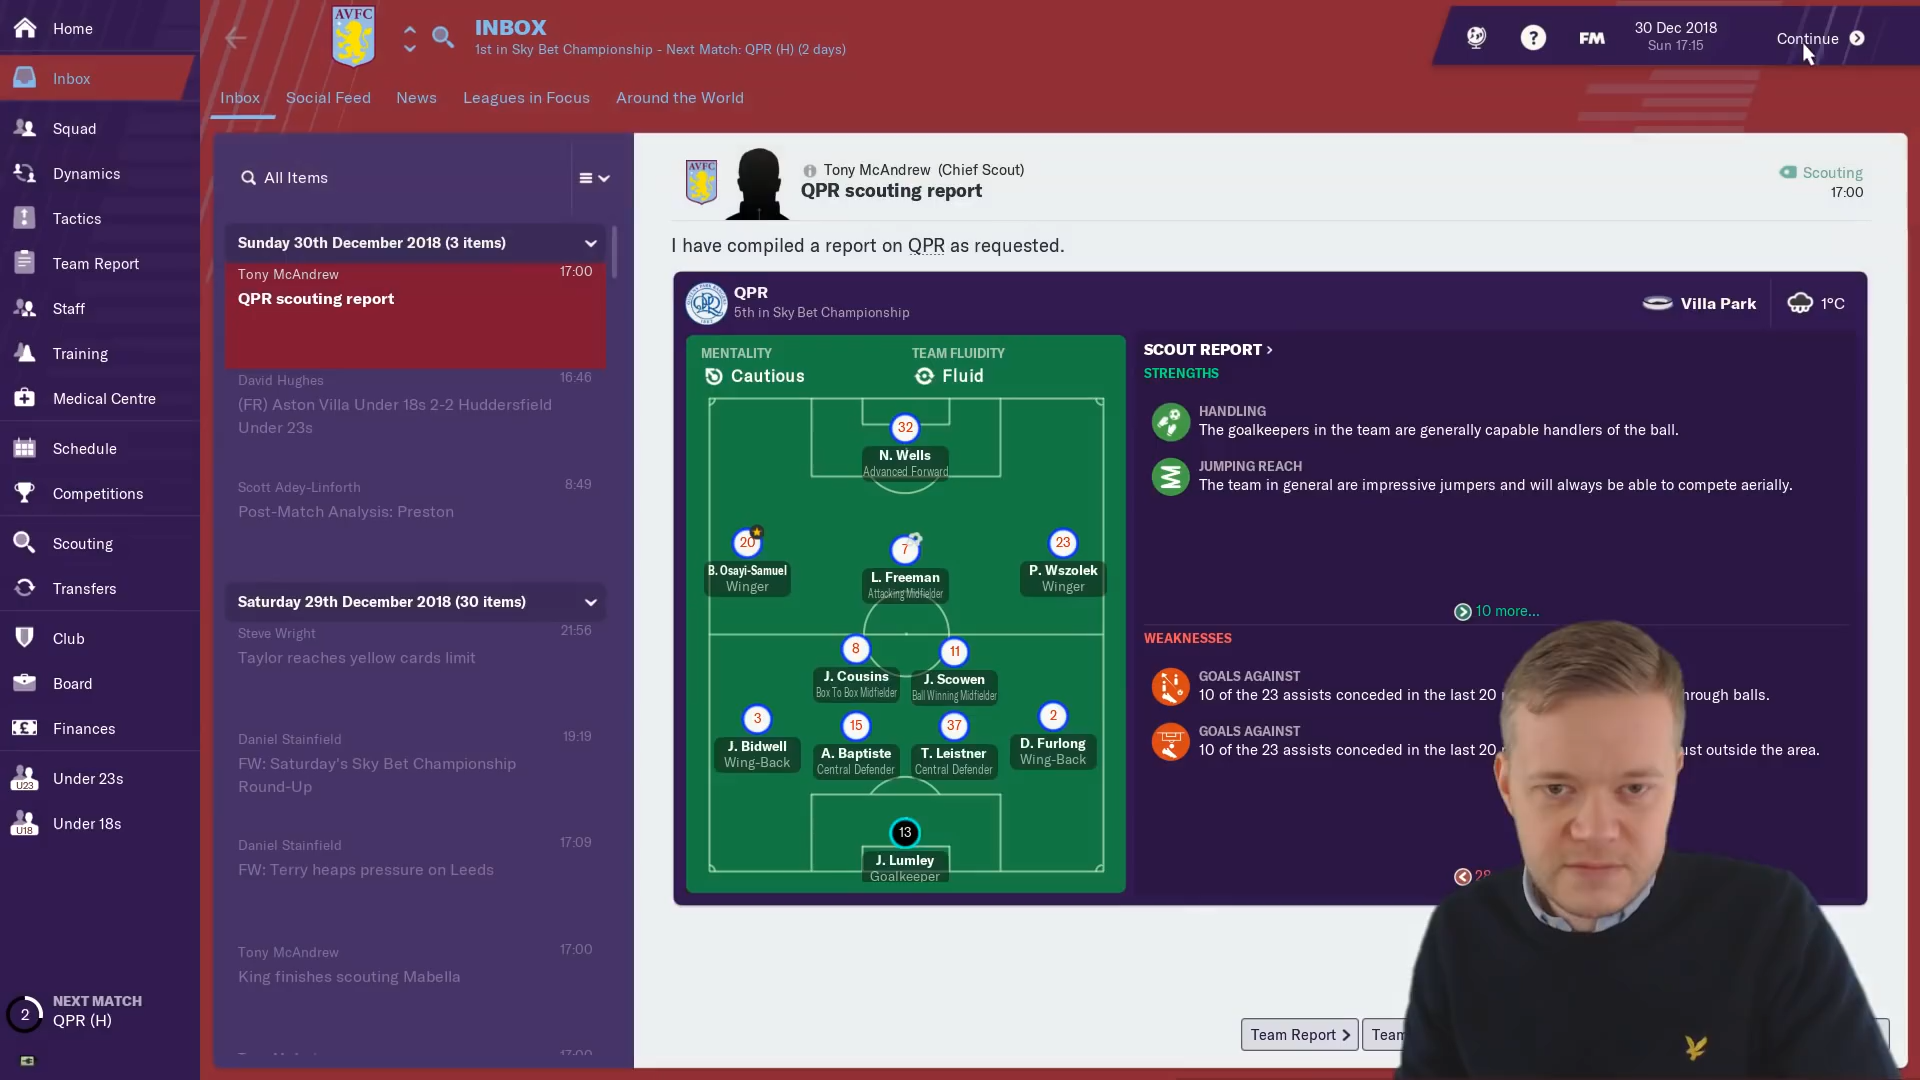 Home
Inbox
Squad
Dynamics
Tactics
Team Report
Staff
Training
Medical Centre
Schedule
Competitions
Scouting
Transfers
Club
Board
Finances
U23
Under 23s
U18
Under 18s
2
NEXT MATCH
QPR (H)
AVFC
INBOX
1st in Sky Bet Championship - Next Match: QPR (H) (2 days)
?
FM
30 Dec 2018
Sun 17:15
Continue
Inbox
Social Feed
News
Leagues in Focus
Around the World
All Items
Sunday 30th December 2018 (3 items)
Tony McAndrew
17:00
QPR scouting report
David Hughes
16:46
(FR) Aston Villa Under 18s 2-2 Huddersfield
Under 23s
Scott Adey-Linforth
8:49
Post-Match Analysis: Preston
Saturday 29th December 2018 (30 items)
Steve Wright
21:56
Taylor reaches yellow cards limit
Daniel Stainfield
19:19
FW: Saturday's Sky Bet Championship
Round-Up
Daniel Stainfield
17:09
FW: Terry heaps pressure on Leeds
Tony McAndrew
17:00
King finishes scouting Mabella
AVFC
Tony McAndrew (Chief Scout)
QPR scouting report
Scouting
17:00
I have compiled a report on QPR as requested.
QPR
5th in Sky Bet Championship
Villa Park
1°C
MENTALITY
Cautious
TEAM FLUIDITY
Fluid
32
N. Wells
Advanced Forward
20
B. Osayi-Samuel
Winger
7
L. Freeman
Attacking Midfielder
23
P. Wszolek
Winger
8
J. Cousins
Box To Box Midfielder
11
J. Scowen
Ball Winning Midfielder
3
J. Bidwell
Wing-Back
15
A. Baptiste
Central Defender
37
T. Leistner
Central Defender
2
D. Furlong
Wing-Back
13
J. Lumley
Goalkeeper
SCOUT REPORT
STRENGTHS
HANDLING
The goalkeepers in the team are generally capable handlers of the ball.
JUMPING REACH
The team in general are impressive jumpers and will always be able to compete aerially.
10 more...
WEAKNESSES
GOALS AGAINST
10 of the 23 assists conceded in the last 20 through balls.
GOALS AGAINST
10 of the 23 assists conceded in the last 20 just outside the area.
28
Team Report
Team